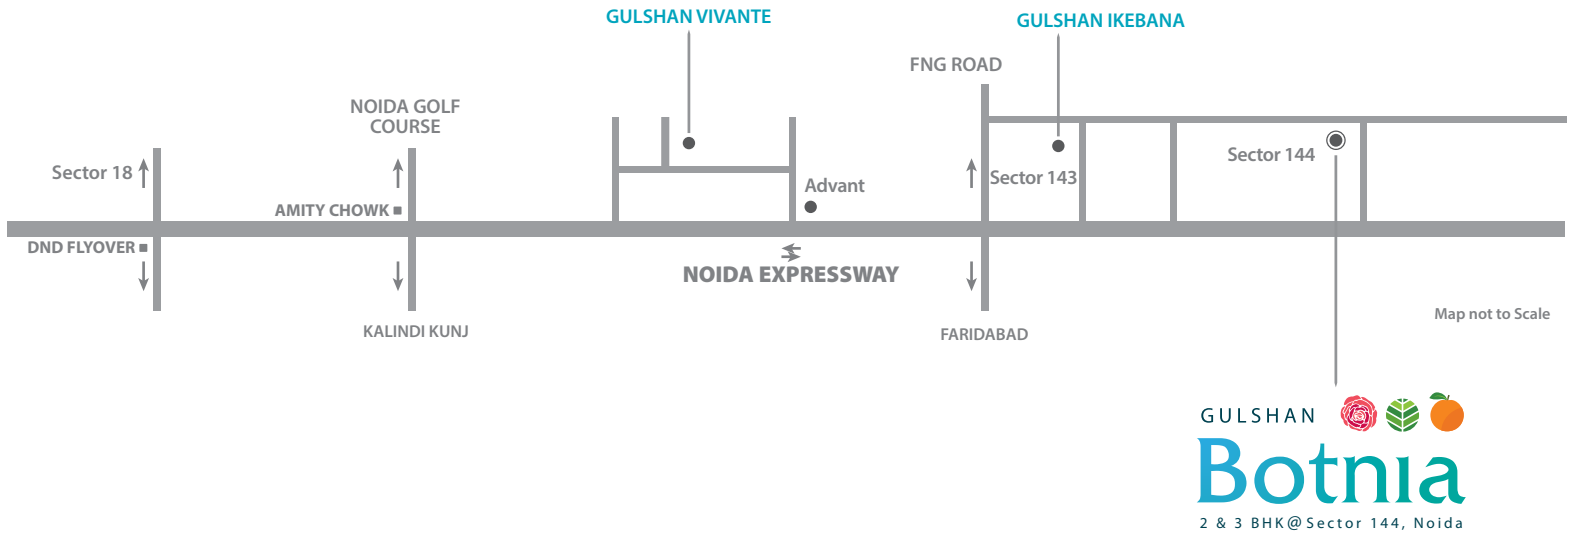 GULSHAN VIVANTE
GULSHAN IKEBANA
FNG ROAD
NOIDA GOLF
COURSE
Sector 18
AMITY CHOWK
DND FLYOVER
Advant
Sector 143
Sector 144
NOIDA EXPRESSWAY
KALINDI KUNJ
FARIDABAD
Map not to Scale
GULSHAN
Botnia
2 & 3 BHK@Sector 144, Noida